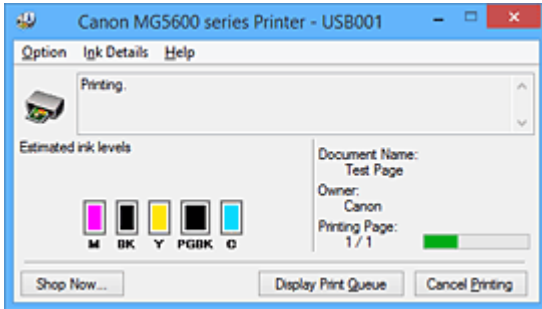 Canon MG5600 series Printer - USB001
Option Ink Details Help
Printing.
Estimated ink levels
Document Name:
Test Page
Owner:
Canon
Printing Page:
1 / 1
M BK Y PGBK C
Shop Now... Display Print Queue Cancel Printing